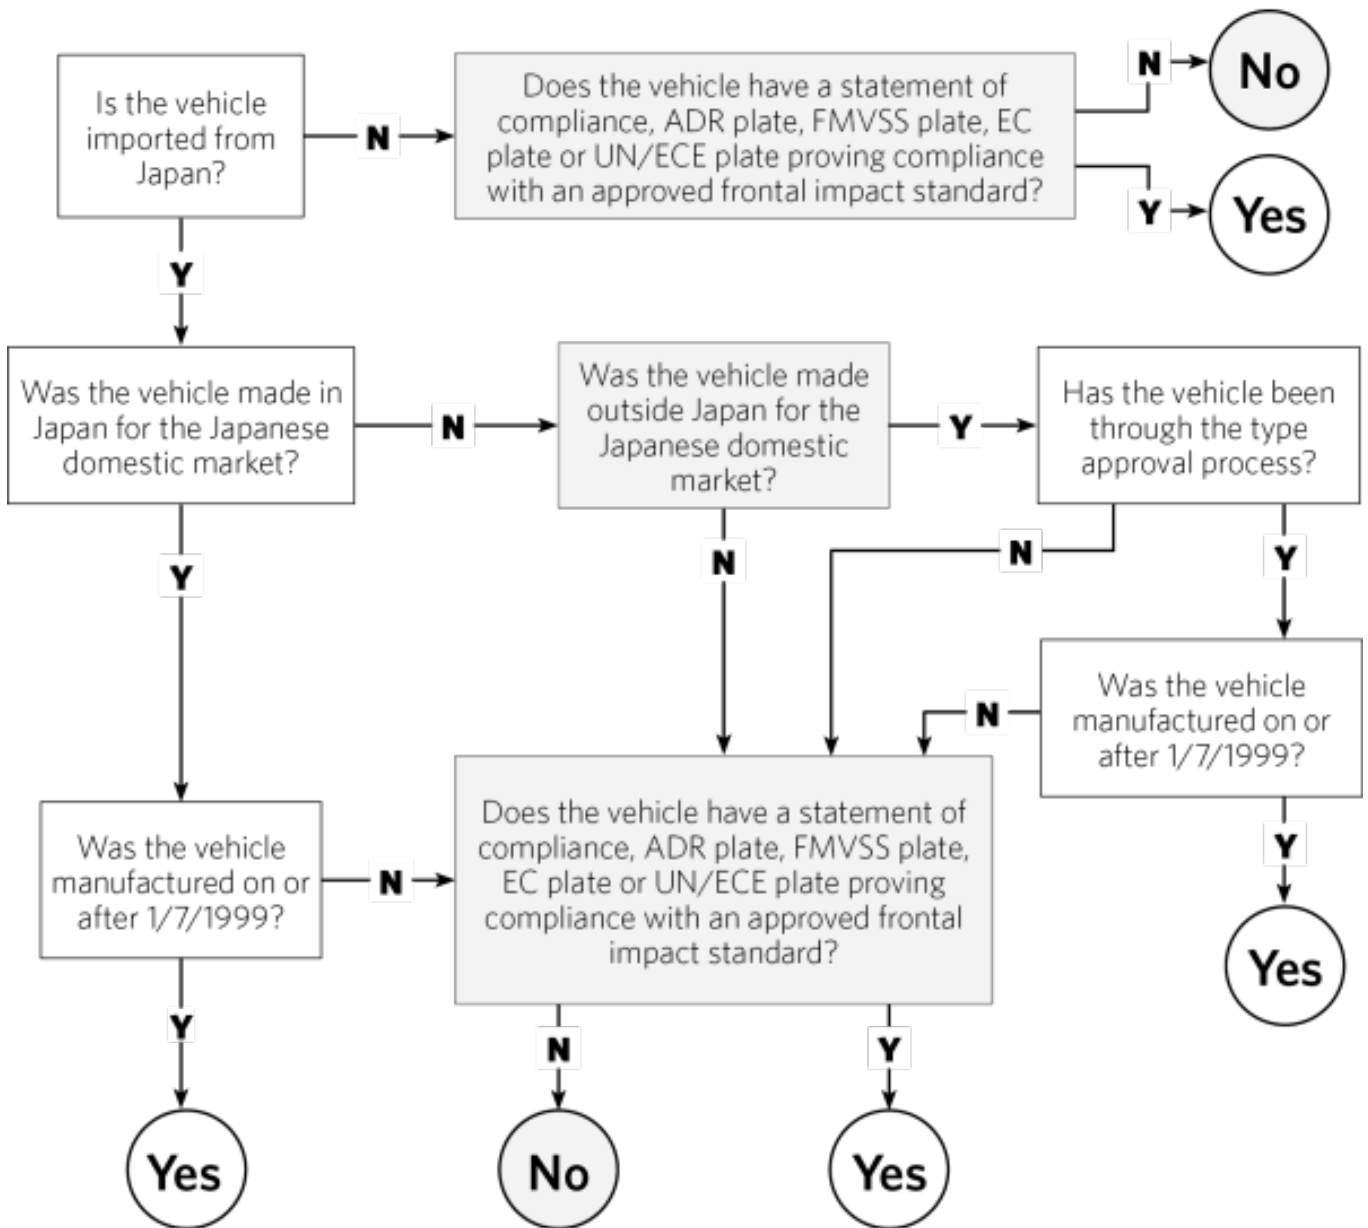 Is the vehicle
imported from
Japan?
N
Does the vehicle have a statement of
compliance, ADR plate, FMVSS plate, EC
plate or UN/ECE plate proving compliance
with an approved frontal impact standard?
N
No
Y
Yes
Y
Was the vehicle made in
Japan for the Japanese
domestic market?
N
Was the vehicle made
outside Japan for the
Japanese domestic
market?
Y
Has the vehicle been
through the type
approval process?
Y
N
N
Y
Was the vehicle
manufactured on or
after 1/7/1999?
N
Y
Yes
Was the vehicle
manufactured on or
after 1/7/1999?
N
Does the vehicle have a statement of
compliance, ADR plate, FMVSS plate,
EC plate or UN/ECE plate proving
compliance with an approved frontal
impact standard?
Y
N
Y
Yes
No
Yes